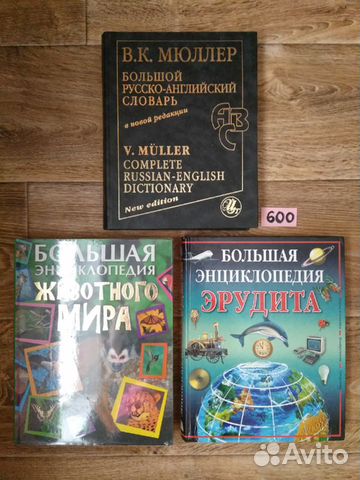 В.К. МЮЛЛЕР
БОЛЬШОЙ
РУССКО-АНГЛИЙСКИЙ
СЛОВАРЬ
в новой редакции
АБВС
V. MÜLLER
COMPLETE
RUSSIAN-ENGLISH
DICTIONARY
New edition
600
БОЛЬШАЯ
ЭНЦИКЛОПЕДИЯ
ЖИВОТНОГО
МИРА
БОЛЬШАЯ
ЭНЦИКЛОПЕДИЯ
ЭРУДИТА
Avito